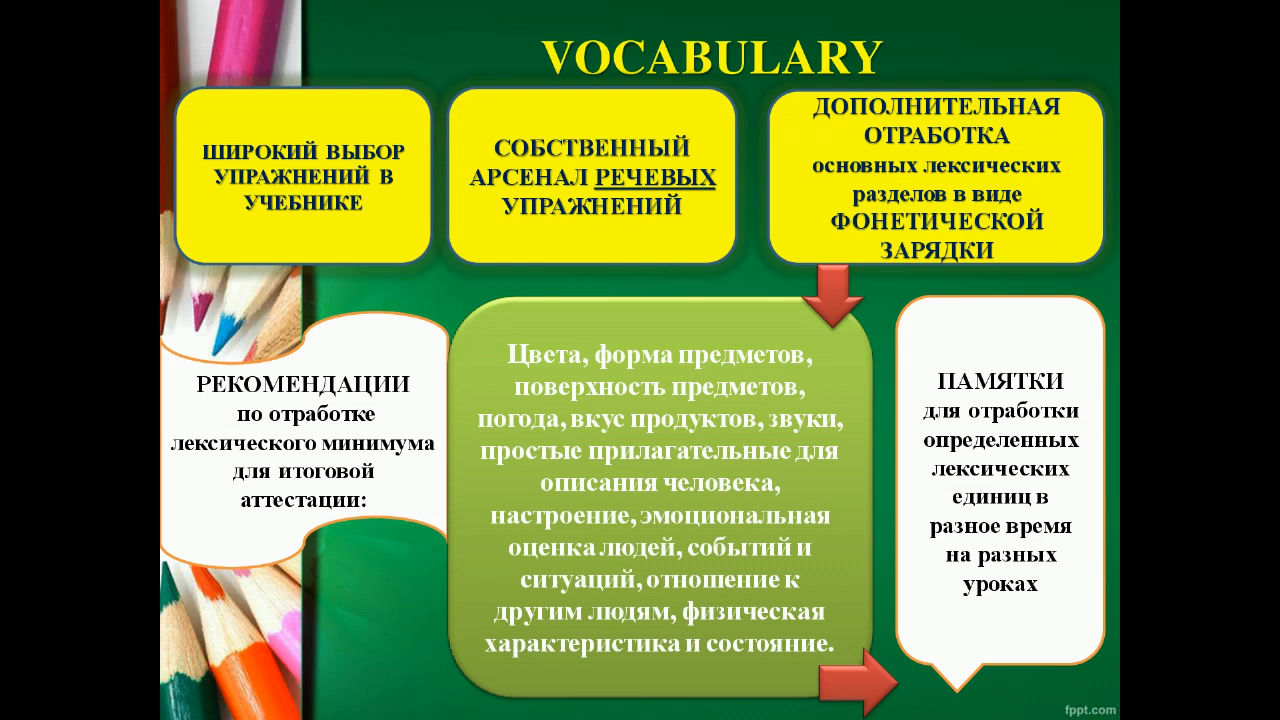 VOCABULARY
ШИРОКИЙ ВЫБОР
УПРАЖНЕНИЙ В
УЧЕБНИКЕ
СОБСТВЕННЫЙ
АРСЕНАЛ РЕЧЕВЫХ
УПРАЖНЕНИЙ
ДОПОЛНИТЕЛЬНАЯ
ОТРАБОТКА
основных лексических
разделов в виде
ФОНЕТИЧЕСКОЙ
ЗАРЯДКИ
РЕКОМЕНДАЦИИ
по отработке
лексического минимума
для итоговой
аттестации:
Цвета, форма предметов,
поверхность предметов,
погода, вкус продуктов, звуки,
простые прилагательные для
описания человека,
настроение, эмоциональная
оценка людей, событий и
ситуаций, отношение к
другим людям, физическая
характеристика и состояние.
ПАМЯТКИ
для отработки
определенных
лексических
единиц в
разное время
на разных
уроках
fppt.com